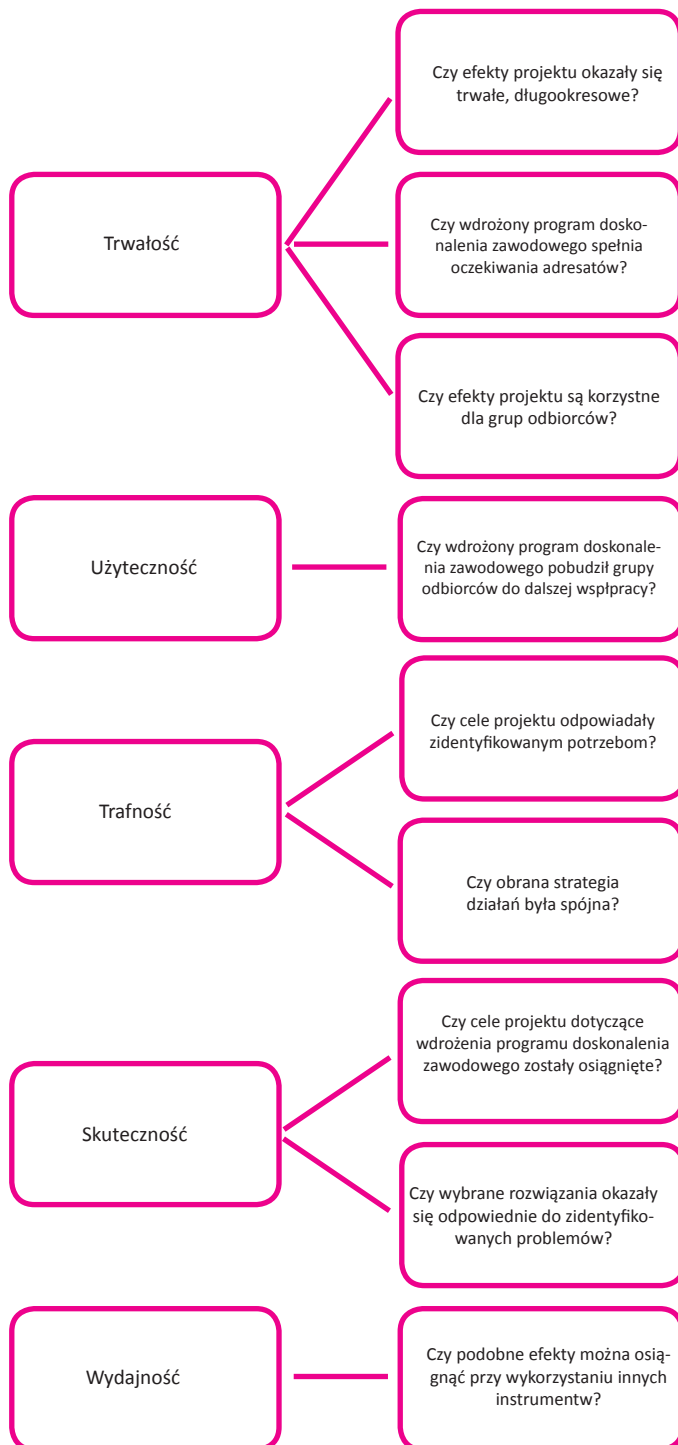 Trwałość
Czy efekty projektu okazały się
trwałe, długookresowe?
Czy wdrożony program dosko-
nalenia zawodowego spełnia
oczekiwania adresatów?
Czy efekty projektu są korzystne
dla grup odbiorców?
Użyteczność
Czy wdrożony program doskonale-
nia zawodowego pobudził grupy
odbiorców do dalszej wspłpracy?
Trafność
Czy cele projektu odpowiadały
zidentyfikowanym potrzebom?
Czy obrana strategia
działań była spójna?
Skuteczność
Czy cele projektu dotyczące
wdrożenia programu doskonalenia
zawodowego zostały osiągnięte?
Czy wybrane rozwiązania okazały
się odpowiednie do zidentyfiko-
wanych problemów?
Wydajność
Czy podobne efekty można osią-
gnąć przy wykorzystaniu innych
instrumentw?